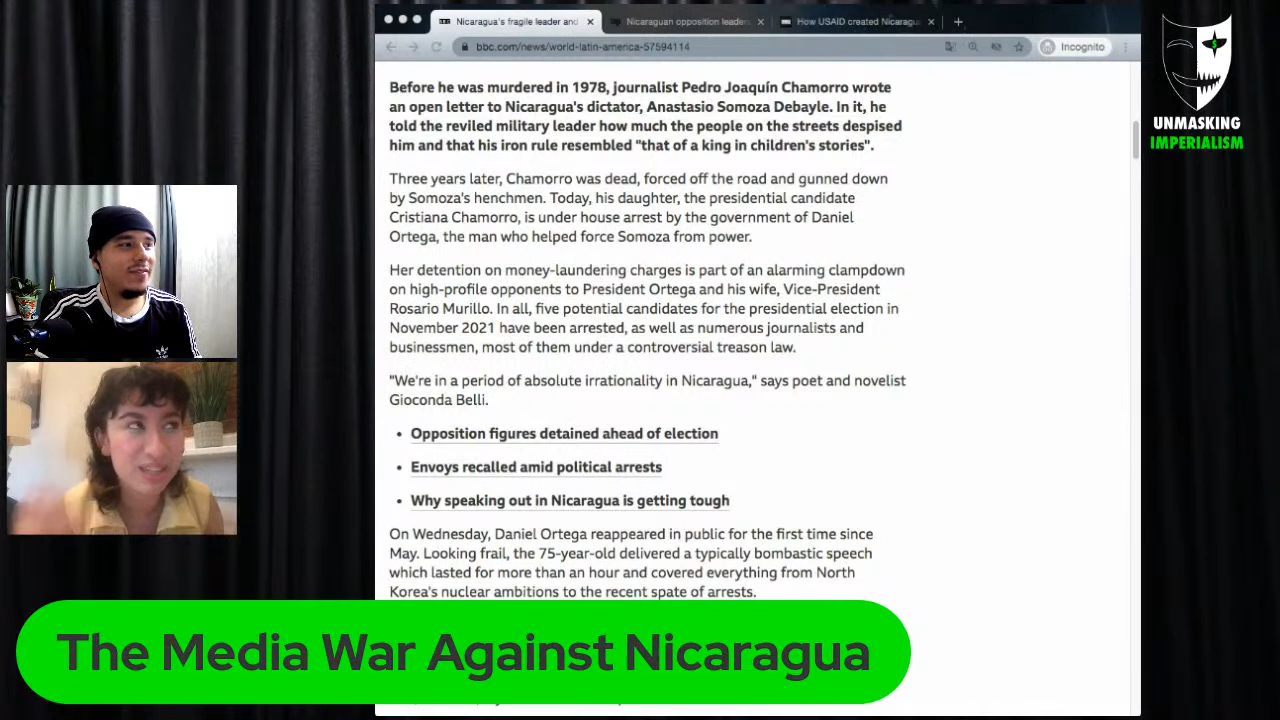 Nicaragua's fragile leader and
Nicaraguan opposition leader
How USAID created Nicaragu
bbc.com/news/world-latin-america-57594114
Incognito
UNMASKING
IMPERIALISM
Before he was murdered in 1978, journalist Pedro Joaquín Chamorro wrote
an open letter to Nicaragua's dictator, Anastasio Somoza Debayle. In it, he
told the reviled military leader how much the people on the streets despised
him and that his iron rule resembled "that of a king in children's stories".
Three years later, Chamorro was dead, forced off the road and gunned down
by Somoza's henchmen. Today, his daughter, the presidential candidate
Cristiana Chamorro, is under house arrest by the government of Daniel
Ortega, the man who helped force Somoza from power.
Her detention on money-laundering charges is part of an alarming clampdown
on high-profile opponents to President Ortega and his wife, Vice-President
Rosario Murillo. In all, five potential candidates for the presidential election in
November 2021 have been arrested, as well as numerous journalists and
businessmen, most of them under a controversial treason law.
"We're in a period of absolute irrationality in Nicaragua," says poet and novelist
Gioconda Belli.
• Opposition figures detained ahead of election
• Envoys recalled amid political arrests
• Why speaking out in Nicaragua is getting tough
On Wednesday, Daniel Ortega reappeared in public for the first time since
May. Looking frail, the 75-year-old delivered a typically bombastic speech
which lasted for more than an hour and covered everything from North
Korea's nuclear ambitions to the recent spate of arrests.
The Media War Against Nicaragua